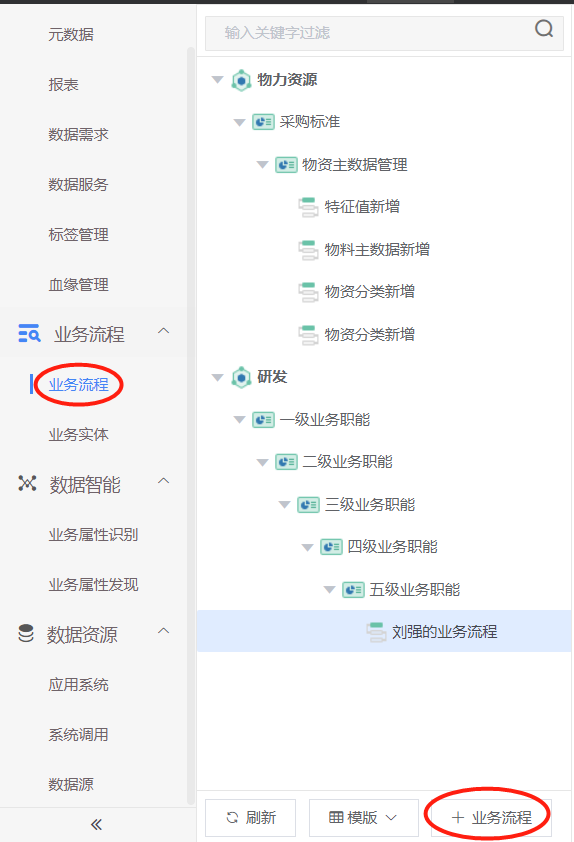 元数据
报表
数据需求
数据服务
标签管理
血缘管理
业务流程
业务流程
业务实体
数据智能
业务属性识别
业务属性发现
数据资源
应用系统
系统调用
数据源
输入关键字过滤
物力资源
采购标准
物资主数据管理
特征值新增
物料主数据新增
物资分类新增
物资分类新增
研发
一级业务职能
二级业务职能
三级业务职能
四级业务职能
五级业务职能
刘强的业务流程
刷新
模版
业务流程